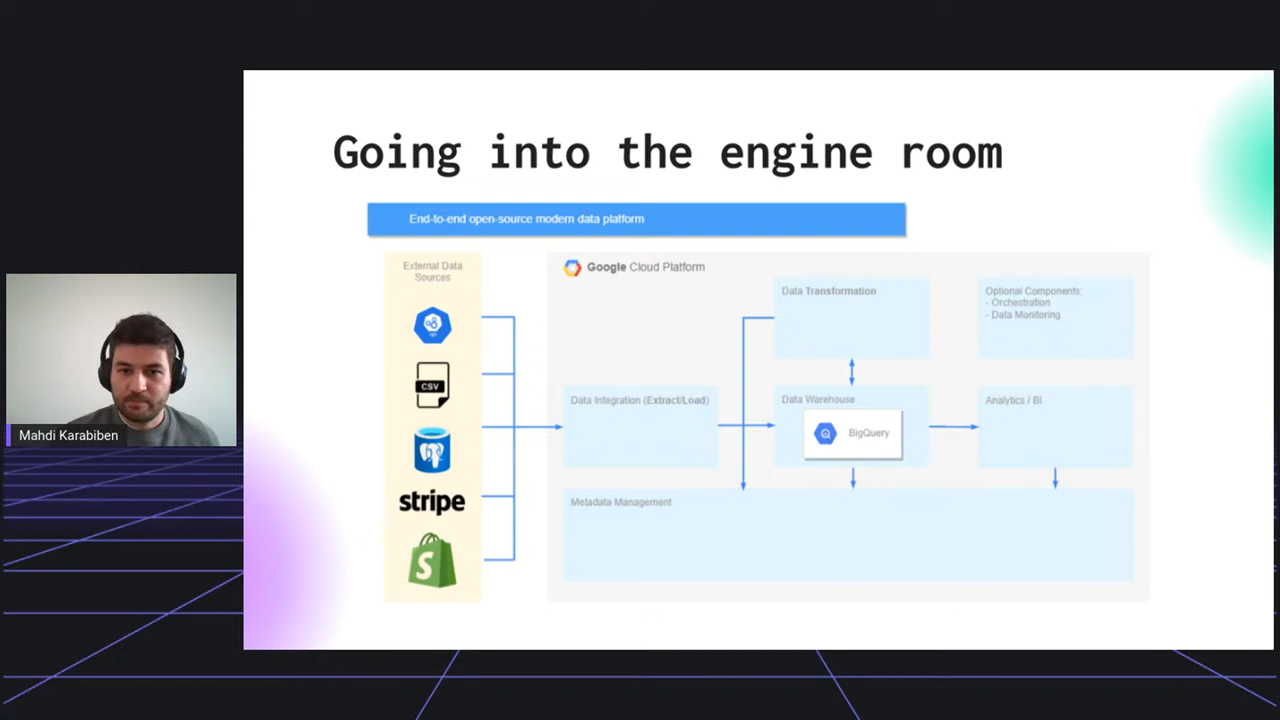 Going into the engine room
End-to-end open-source modern data platform
External Data
Sources
CSV
stripe
S
Google Cloud Platform
Data Transformation
Optional Components:
- Orchestration
- Data Monitoring
Data Integration (Extract/Load)
Data Warehouse
BigQuery
Analytics / BI
Metadata Management
Mahdi Karabiben